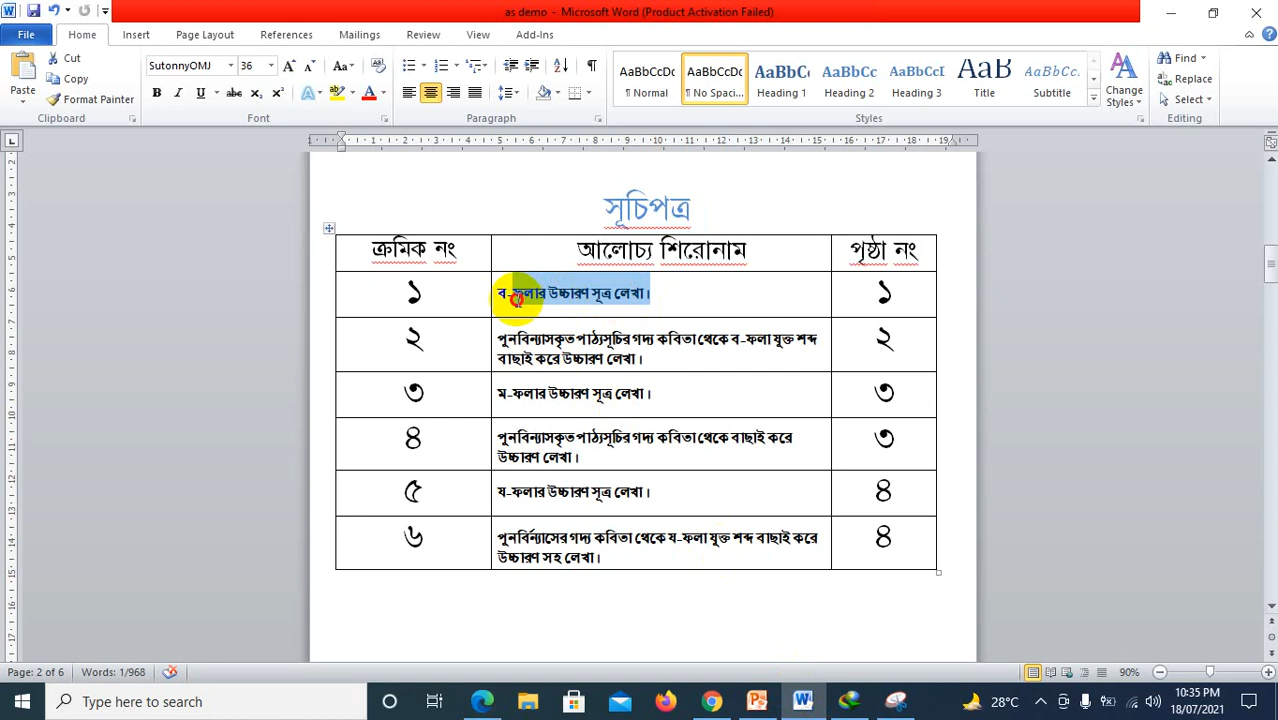 as demo - Microsoft Word (Product Activation Failed)
File Home Insert Page Layout References Mailings Review View Add-Ins
Paste Cut Copy Format Painter Clipboard
SutonnyOMJ 36 Font
Paragraph
AaBbCcDc AaBbCcDc AaBbC AaBbCc AaBbCcI AaB AaBbCcL
¶ Normal ¶ No Spaci... Heading 1 Heading 2 Heading 3 Title Subtitle Change Styles
Styles
Find Replace Select Editing
সূচিপত্র
ক্রমিক নং আলোচ্য শিরোনাম পৃষ্ঠা নং
১ ব-ফলার উচ্চারণ সূত্র লেখা। ১
২ পুনবিন্যাসকৃত পাঠ্যসূচির গদ্য কবিতা থেকে ব-ফলা যুক্ত শব্দ ২
বাছাই করে উচ্চারণ লেখা।
৩ ম-ফলার উচ্চারণ সূত্র লেখা। ৩
৪ পুনবিন্যাসকৃত পাঠ্যসূচির গদ্য কবিতা থেকে বাছাই করে ৩
উচ্চারণ লেখা।
৫ য-ফলার উচ্চারণ সূত্র লেখা। ৪
৬ পুনর্বিন্যাসের গদ্য কবিতা থেকে য-ফলা যুক্ত শব্দ বাছাই করে ৪
উচ্চারণ সহ লেখা।
Page: 2 of 6 Words: 1/968 90%
Type here to search 28°C 10:35 PM
18/07/2021